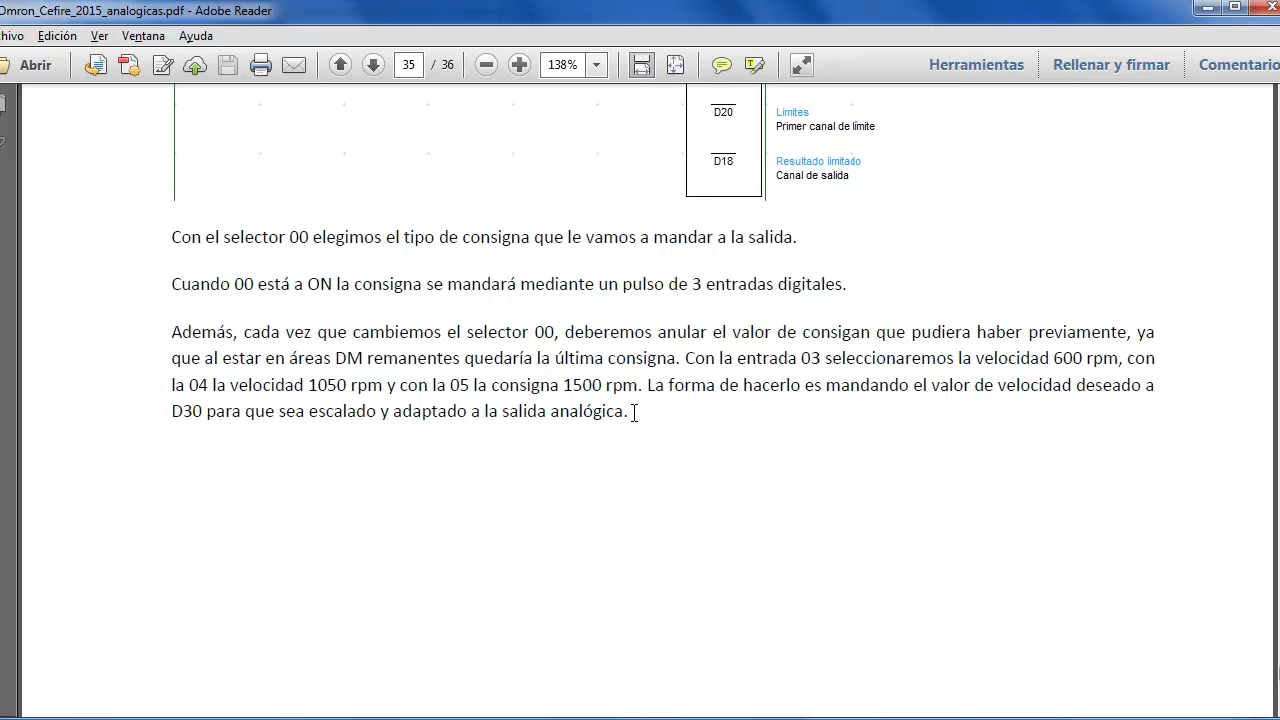 Omron_Cefire_2015_analogicas.pdf - Adobe Reader
hivo Edición Ver Ventana Ayuda
Abrir 35 / 36 138% Herramientas Rellenar y firmar Comentario
D20 Limites
Primer canal de límite
D18 Resultado limitado
Canal de salida
Con el selector 00 elegimos el tipo de consigna que le vamos a mandar a la salida.
Cuando 00 está a ON la consigna se mandará mediante un pulso de 3 entradas digitales.
Además, cada vez que cambiemos el selector 00, deberemos anular el valor de consigan que pudiera haber previamente, ya
que al estar en áreas DM remanentes quedaría la última consigna. Con la entrada 03 seleccionaremos la velocidad 600 rpm, con
la 04 la velocidad 1050 rpm y con la 05 la consigna 1500 rpm. La forma de hacerlo es mandando el valor de velocidad deseado a
D30 para que sea escalado y adaptado a la salida analógica.